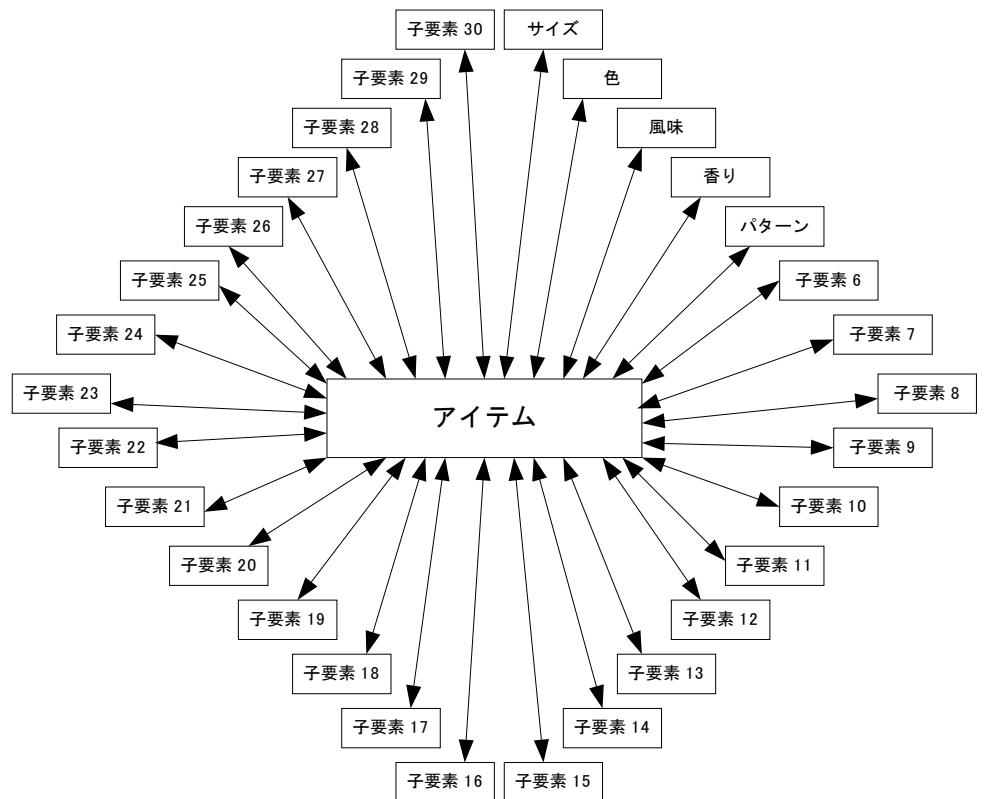 子要素 30
サイズ
子要素 29
色
子要素 28
風味
子要素 27
香り
子要素 26
パターン
子要素 25
子要素 6
子要素 24
子要素 7
子要素 23
子要素 8
アイテム
子要素 22
子要素 9
子要素 21
子要素 10
子要素 20
子要素 11
子要素 19
子要素 12
子要素 18
子要素 13
子要素 17
子要素 14
子要素 16
子要素 15